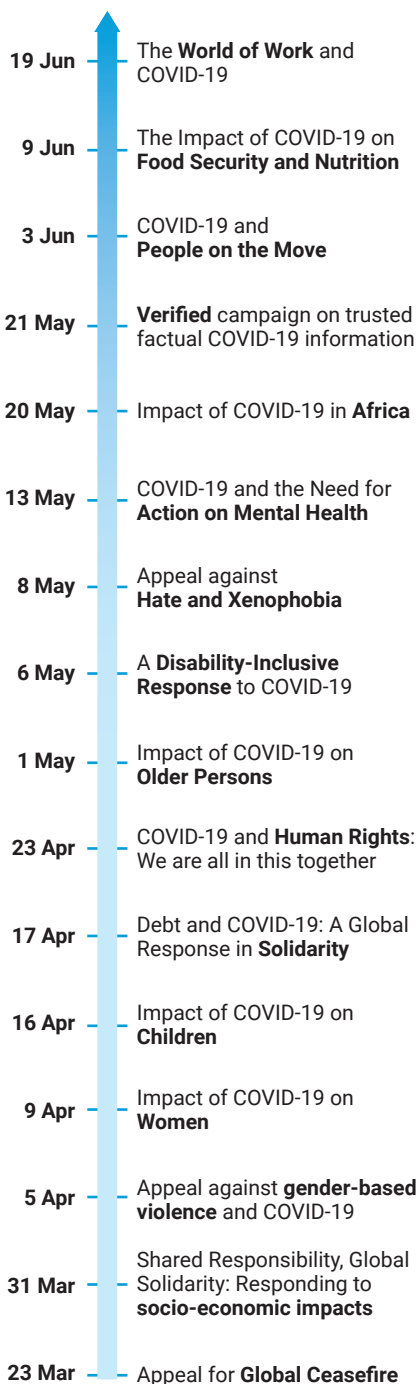 19 Jun
The World of Work and
COVID-19
9 Jun
The Impact of COVID-19 on
Food Security and Nutrition
3 Jun
COVID-19 and
People on the Move
21 May
Verified campaign on trusted
factual COVID-19 information
20 May
Impact of COVID-19 in Africa
13 May
COVID-19 and the Need for
Action on Mental Health
8 May
Appeal against
Hate and Xenophobia
6 May
A Disability-Inclusive
Response to COVID-19
1 May
Impact of COVID-19 on
Older Persons
23 Apr
COVID-19 and Human Rights:
We are all in this together
17 Apr
Debt and COVID-19: A Global
Response in Solidarity
16 Apr
Impact of COVID-19 on
Children
9 Apr
Impact of COVID-19 on
Women
5 Apr
Appeal against gender-based
violence and COVID-19
31 Mar
Shared Responsibility, Global
Solidarity: Responding to
socio-economic impacts
23 Mar
Appeal for Global Ceasefire